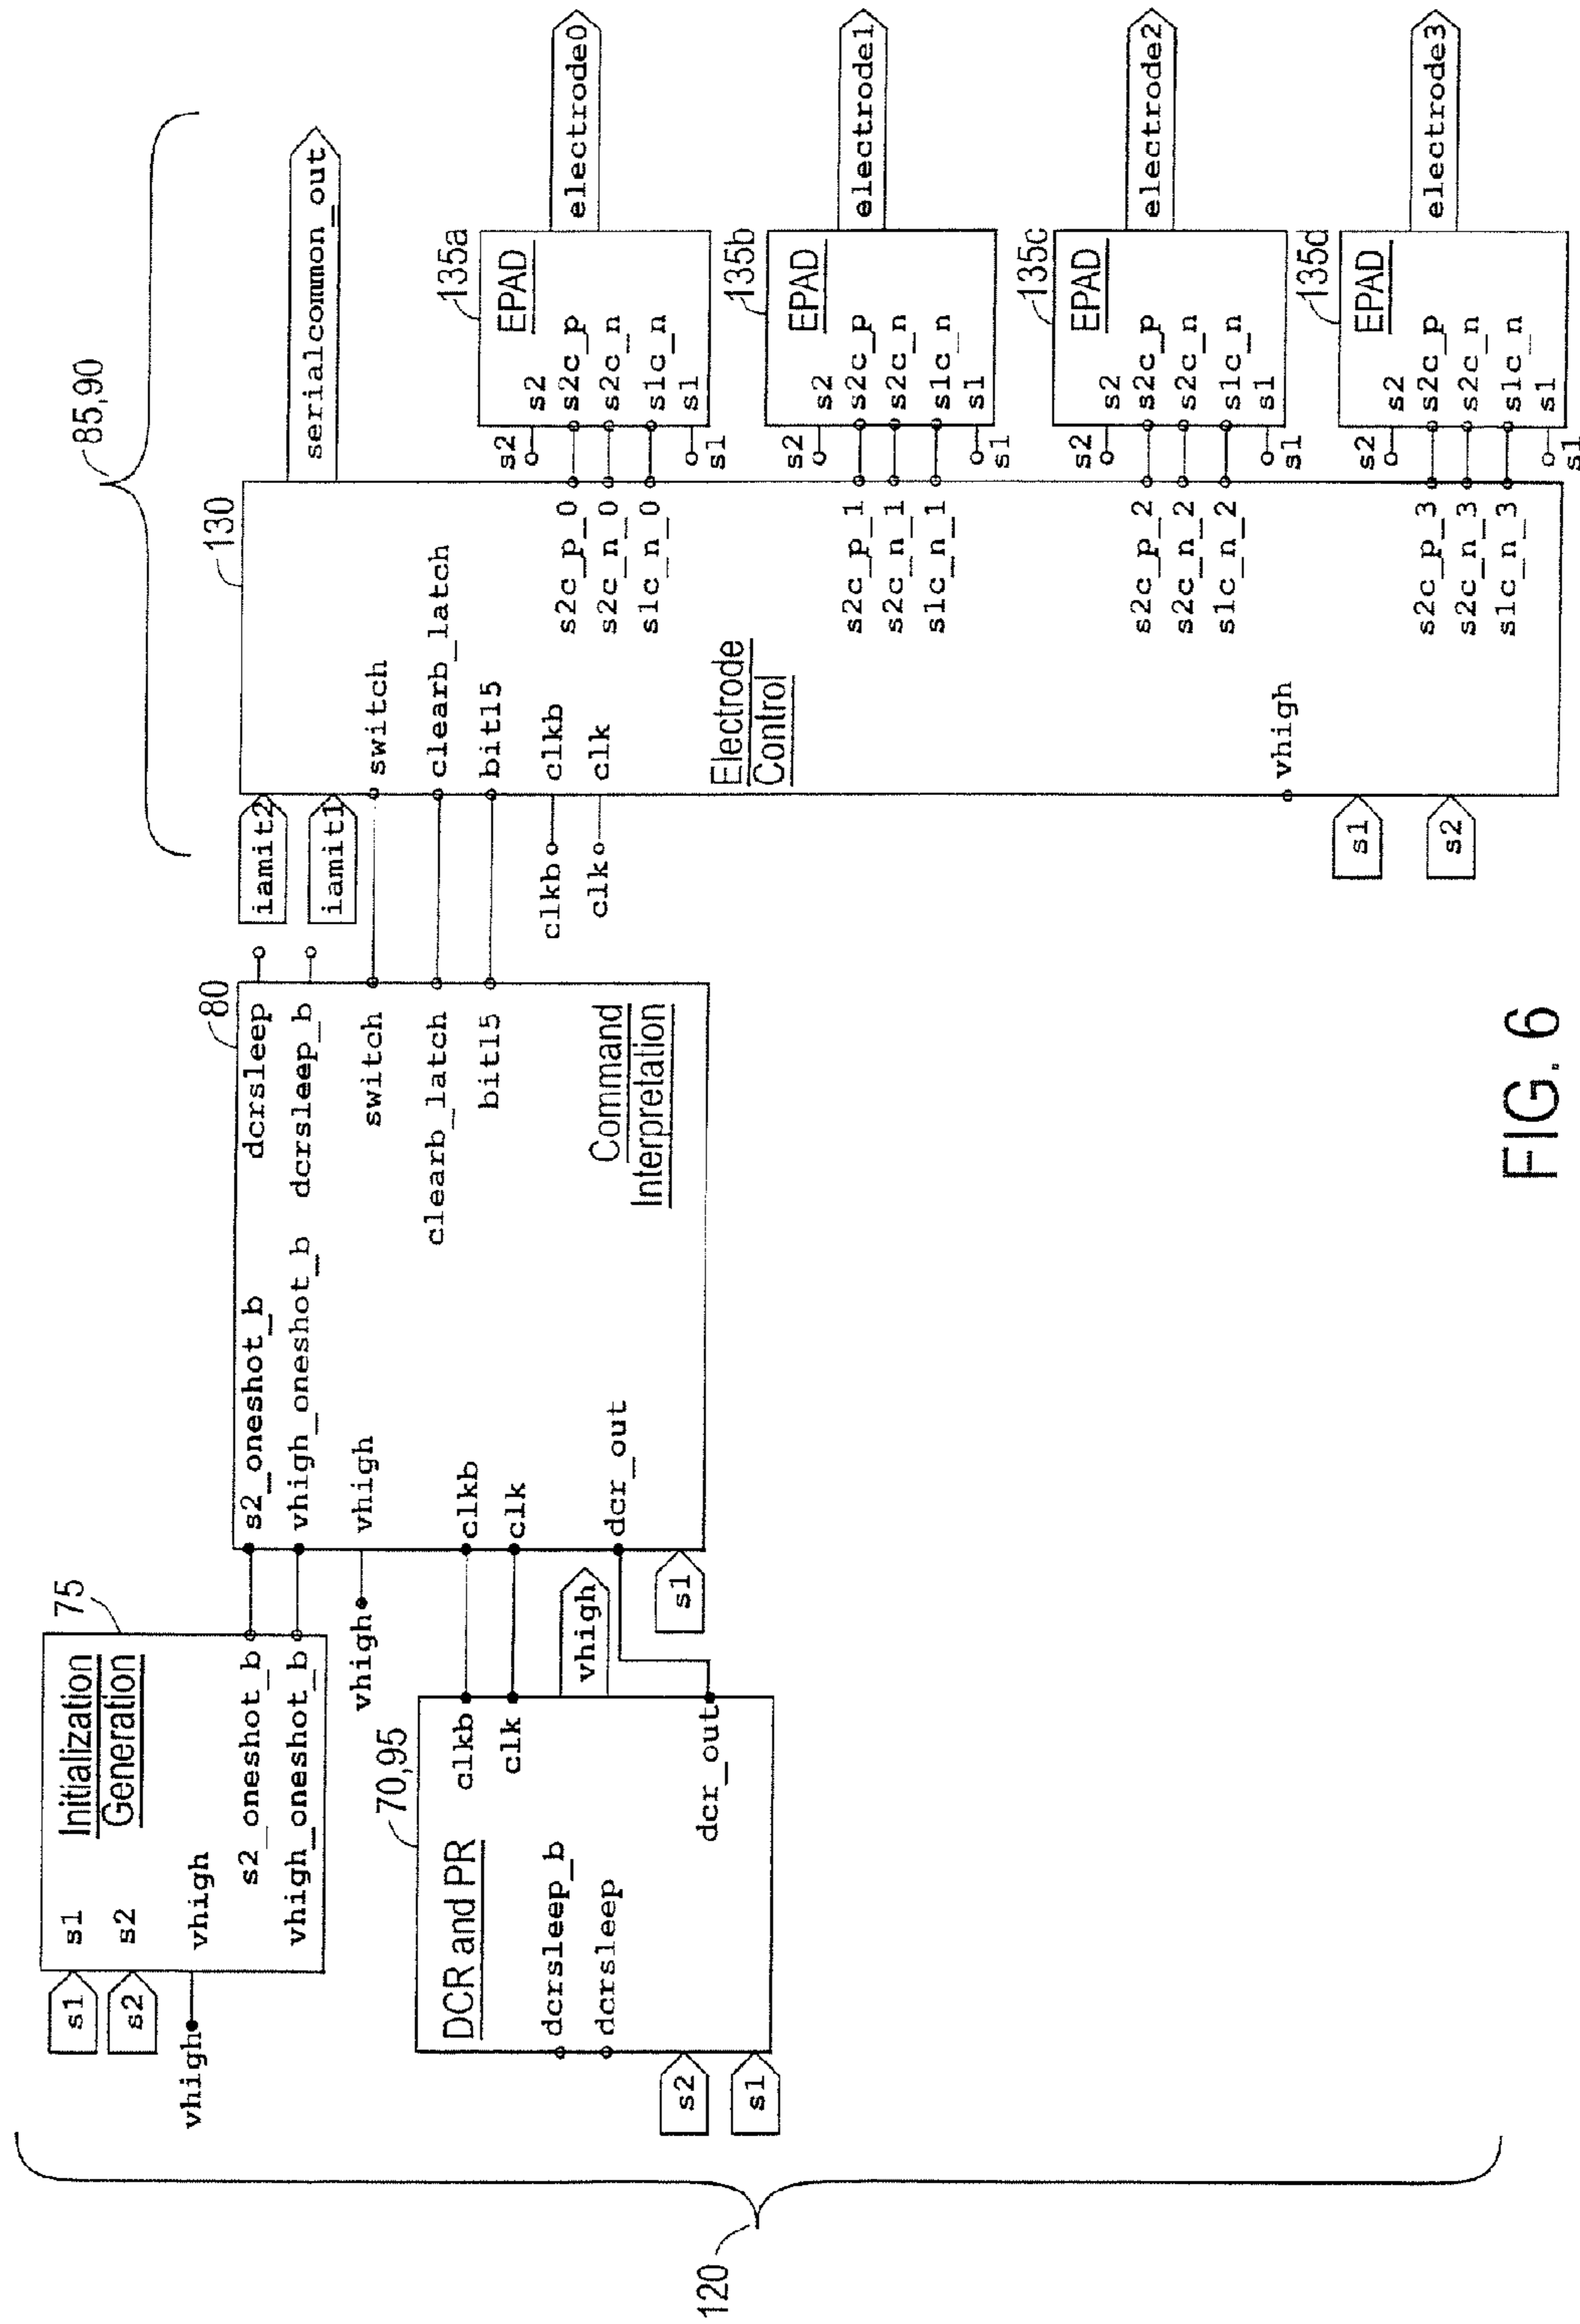 120
75
Initialization
Generation
s1
s1
s2
s2
vhigh
vhigh
s2_oneshot_b
vhigh_oneshot_b
70,95
DCR and PR
dcrsleep_b
dcrsleep
s2
s1
clkb
clk
vhigh
dcr_out
80
s2_oneshot_b
vhigh_oneshot_b
vhigh
vhigh
clkb
clk
dcr_out
s1
dcrsleep
dcrsleep_b
switch
clearb_latch
bit15
Command
Interpretation
85,90
130
iamit2
iamit1
switch
clearb_latch
bit15
clkb
clkb
clk
clk
Electrode
Control
vhigh
s1
s2
serialcommon_out
s2c_p_0
s2c_n_0
s1c_n_0
s2c_p_1
s2c_n_1
s1c_n_1
s2c_p_2
s2c_n_2
s1c_n_2
s2c_p_3
s2c_n_3
s1c_n_3
135a
EPAD
s2
s2
s2c_p
s2c_n
s1c_n
s1
s1
electrode0
135b
EPAD
s2
s2
s2c_p
s2c_n
s1c_n
s1
s1
electrode1
135c
EPAD
s2
s2
s2c_p
s2c_n
s1c_n
s1
s1
electrode2
135d
EPAD
s2
s2
s2c_p
s2c_n
s1c_n
s1
s1
electrode3
FIG. 6